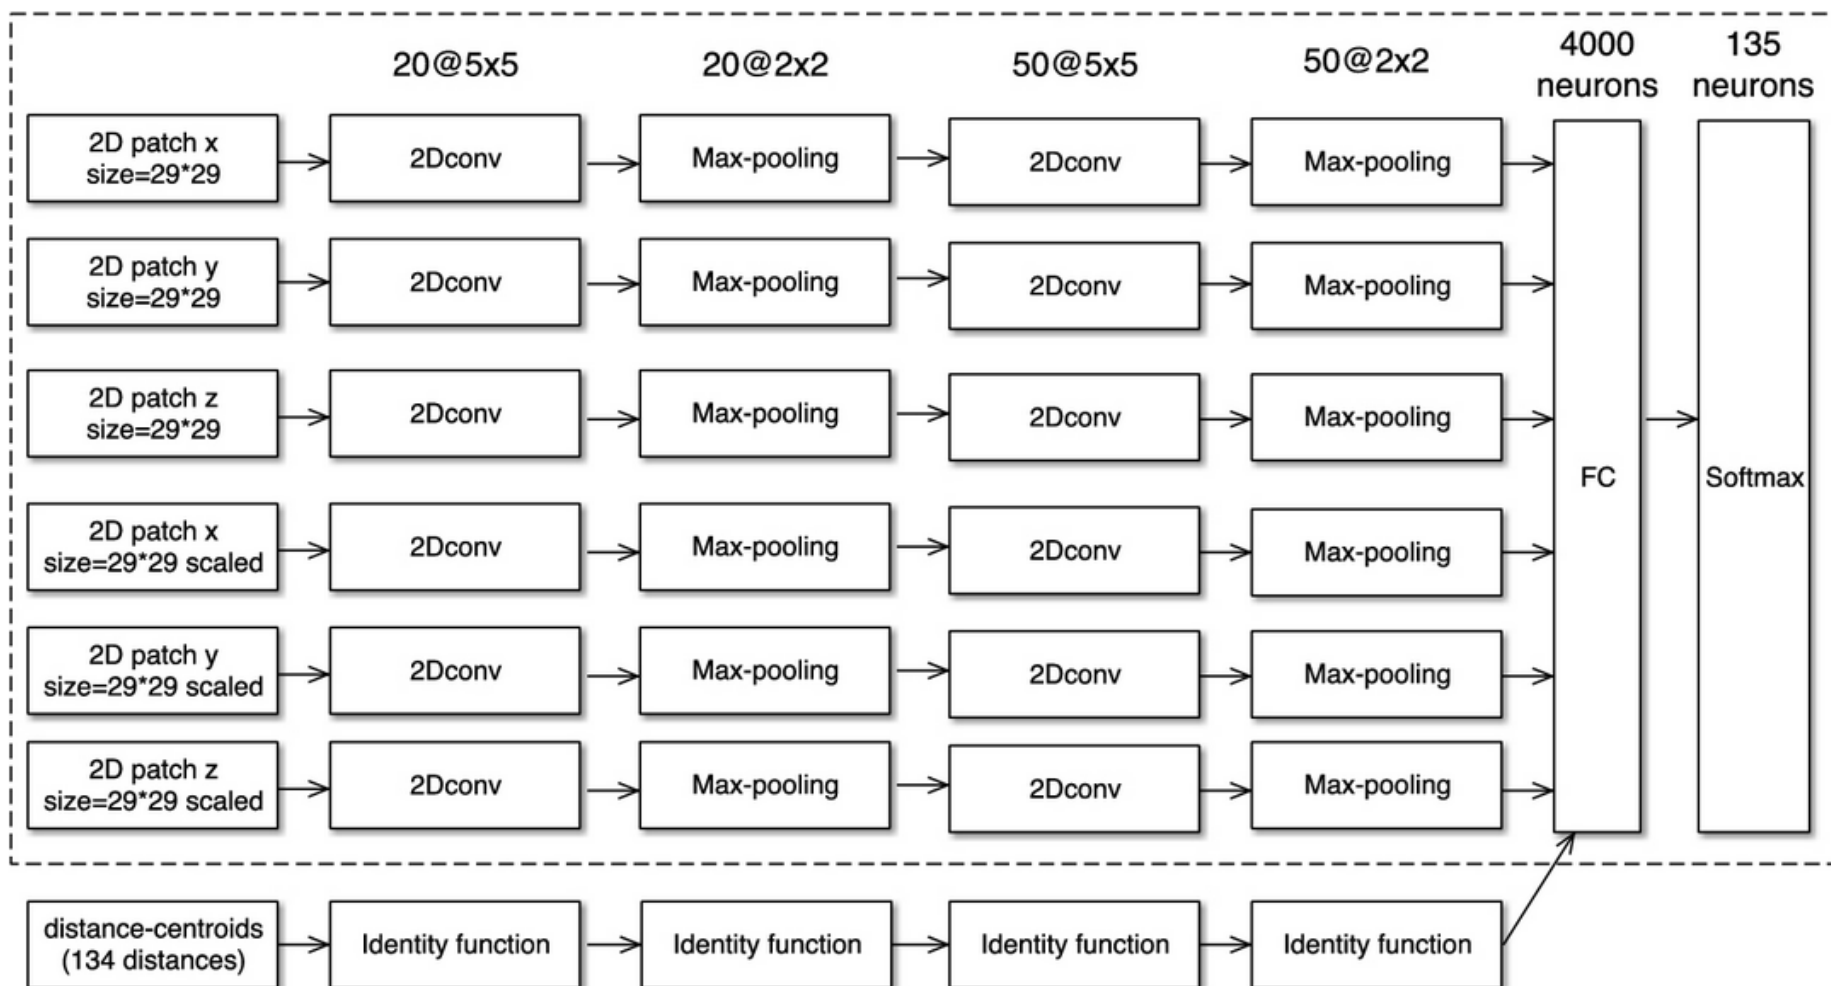 20@5x5
20@2x2
50@5x5
50@2x2
4000
neurons
135
neurons
2D patch x
size=29*29
2Dconv
Max-pooling
2Dconv
Max-pooling
2D patch y
size=29*29
2Dconv
Max-pooling
2Dconv
Max-pooling
2D patch z
size=29*29
2Dconv
Max-pooling
2Dconv
Max-pooling
FC
Softmax
2D patch x
size=29*29 scaled
2Dconv
Max-pooling
2Dconv
Max-pooling
2D patch y
size=29*29 scaled
2Dconv
Max-pooling
2Dconv
Max-pooling
2D patch z
size=29*29 scaled
2Dconv
Max-pooling
2Dconv
Max-pooling
distance-centroids
(134 distances)
Identity function
Identity function
Identity function
Identity function